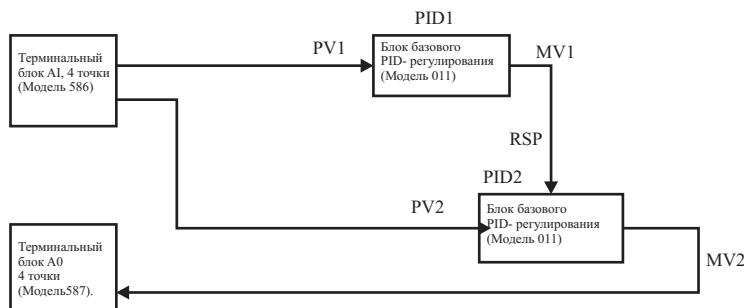 PID1
Терминальный
блок AI, 4 точки
(Модель 586)
PV1
Блок базового
PID- регулирования
(Модель 011)
MV1
RSP
PID2
PV2
Блок базового
PID- регулирования
(Модель 011)
Терминальный
блок A0
4 точки
(Модель587).
MV2